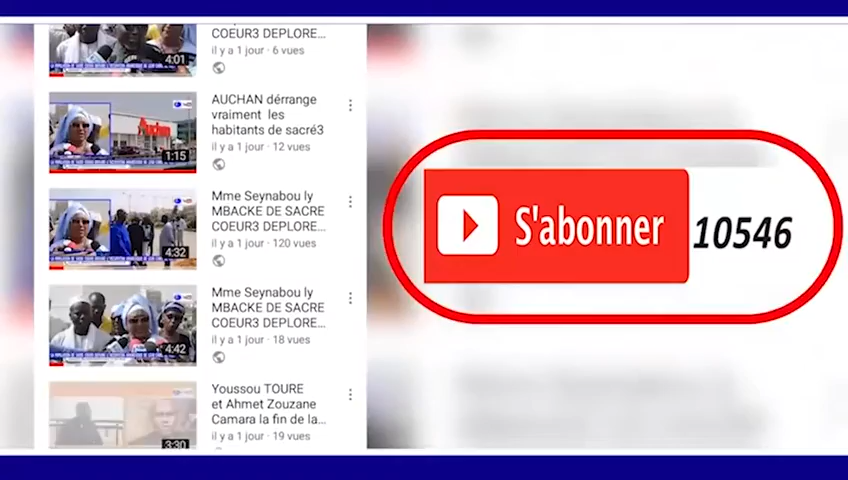 COEUR3 DEPLORE...
il y a 1 jour · 6 vues
4:01
AUCHAN dérrange
vraiment les
habitants de sacré3
il y a 1 jour · 12 vues
Auchan
1:15
Mme Seynabou ly
MBACKE DE SACRE
COEUR3 DEPLORE...
il y a 1 jour · 120 vues
4:32
Mme Seynabou ly
MBACKE DE SACRE
COEUR3 DEPLORE...
il y a 1 jour · 18 vues
4:42
Youssou TOURE
et Ahmet Zouzane
Camara la fin de la...
il y a 1 jour · 19 vues
3:30
S'abonner 10546